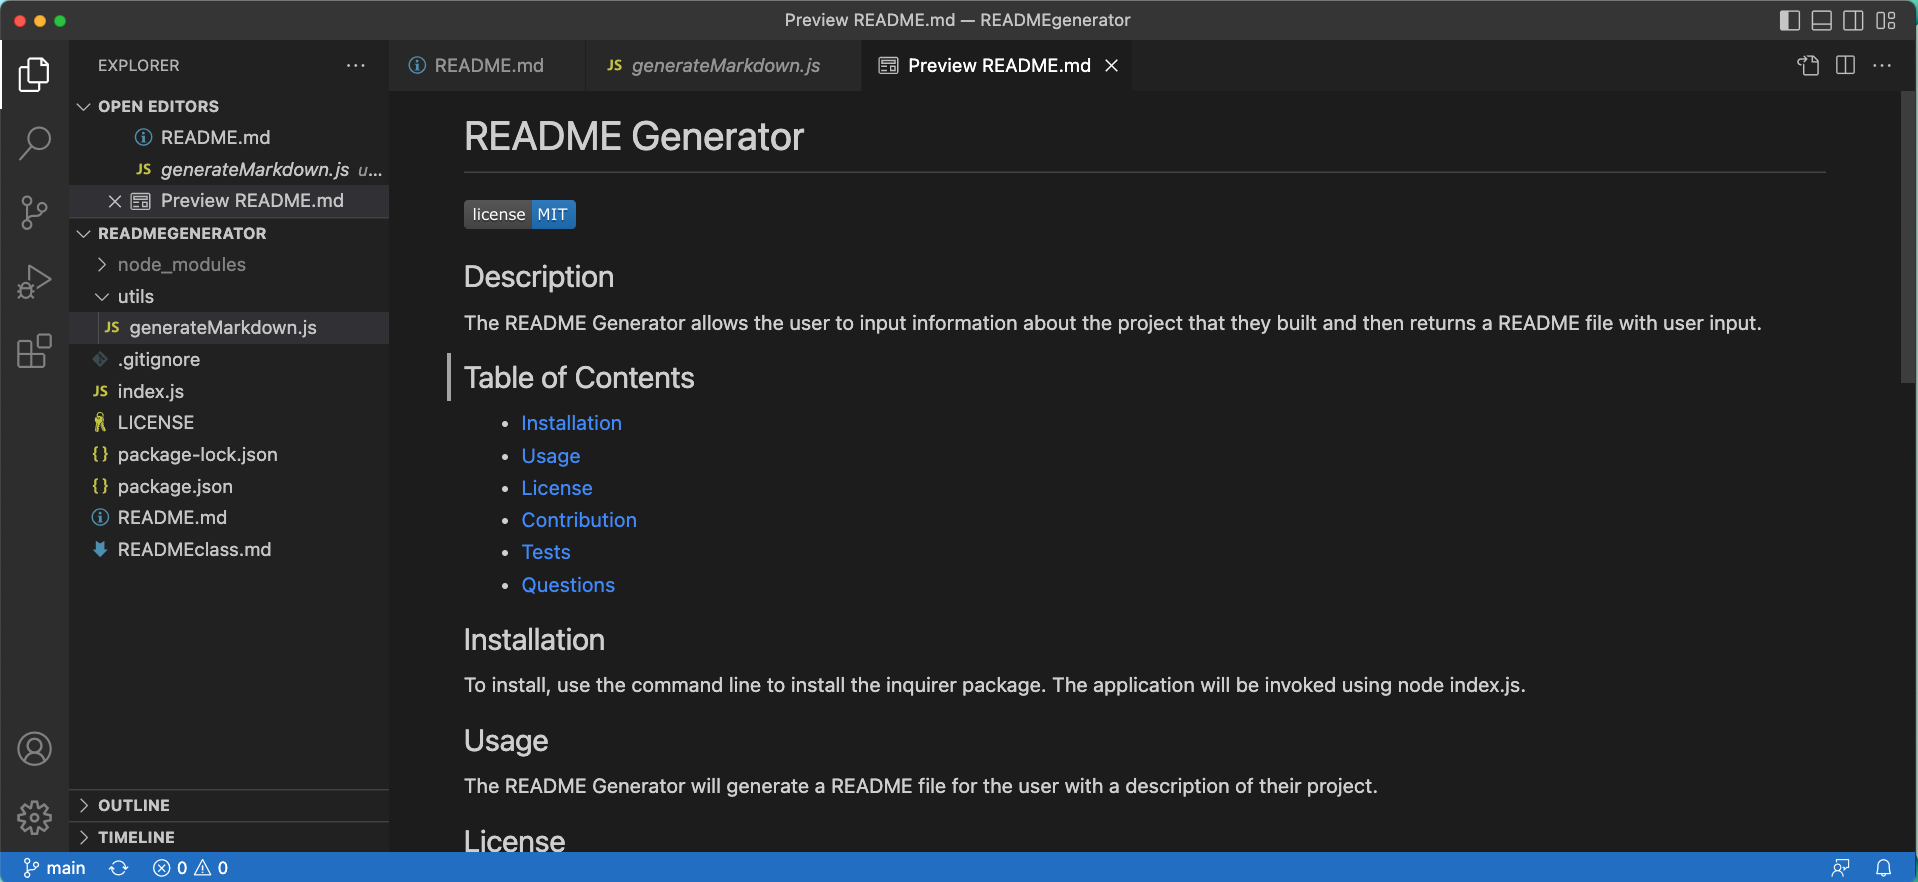 Preview README.md — READMEgenerator
EXPLORER
README.md
JS generateMarkdown.js
Preview README.md
OPEN EDITORS
README.md
JS generateMarkdown.js u...
Preview README.md
READMEGENERATOR
node_modules
utils
JS generateMarkdown.js
.gitignore
JS index.js
LICENSE
{} package-lock.json
{} package.json
README.md
READMEclass.md
OUTLINE
TIMELINE
README Generator
license MIT
Description
The README Generator allows the user to input information about the project that they built and then returns a README file with user input.
Table of Contents
• Installation
• Usage
• License
• Contribution
• Tests
• Questions
Installation
To install, use the command line to install the inquirer package. The application will be invoked using node index.js.
Usage
The README Generator will generate a README file for the user with a description of their project.
License
main 0 0